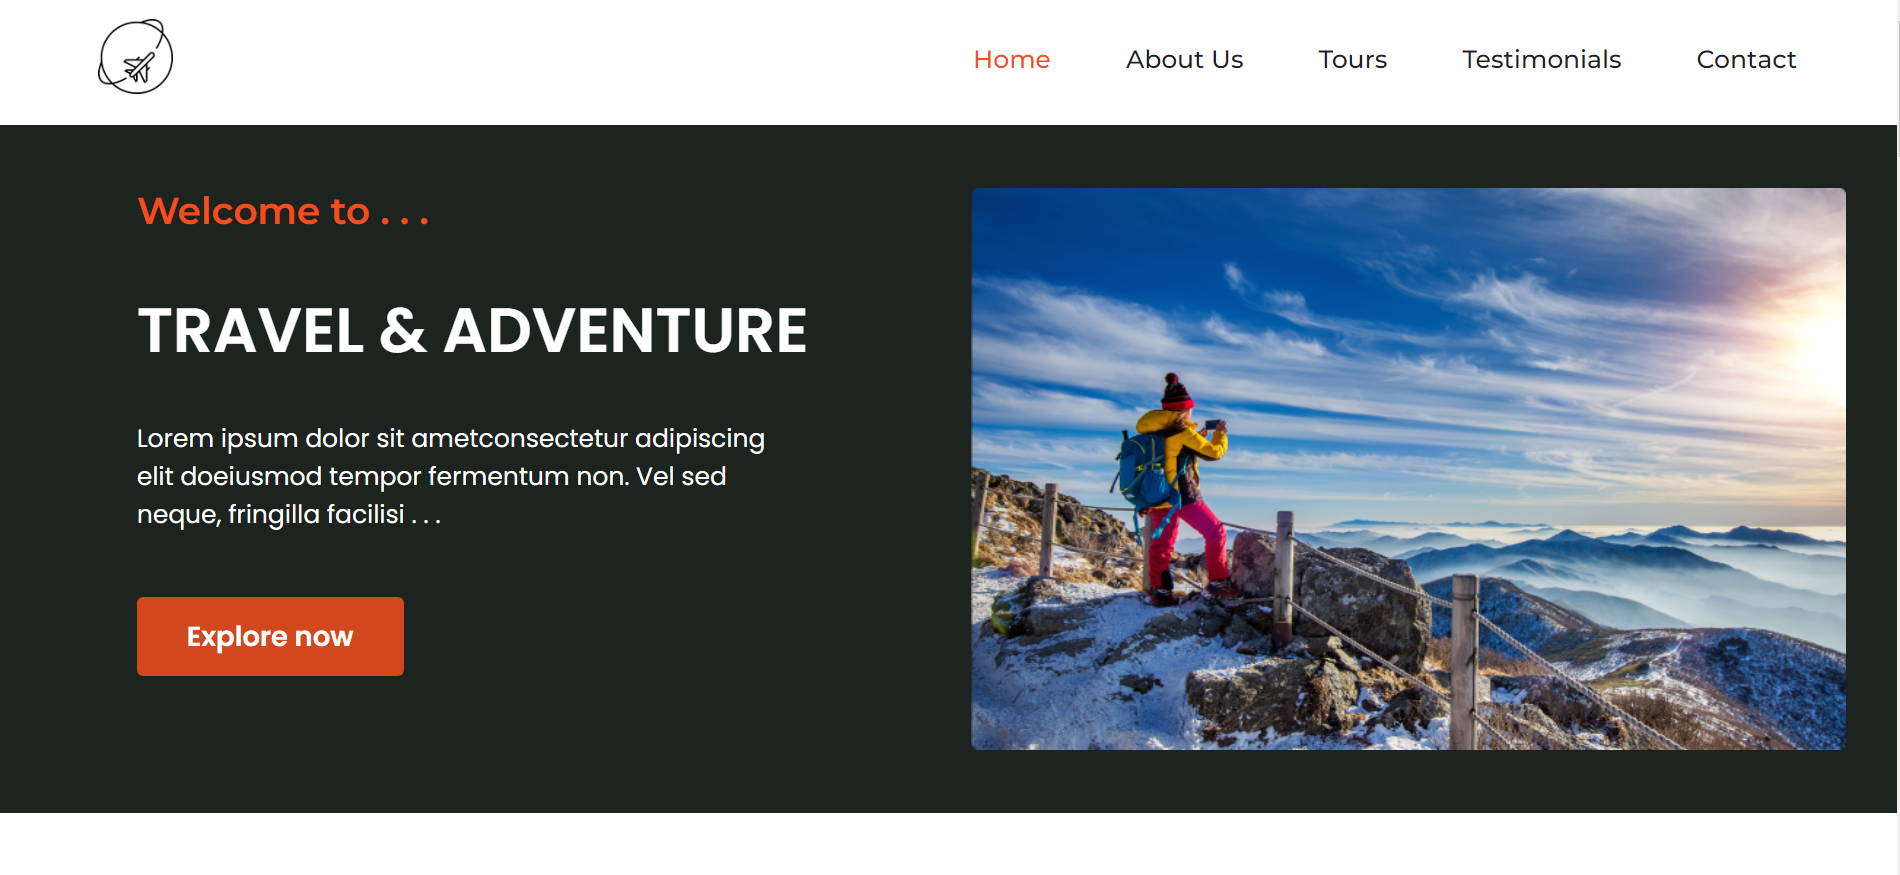 Home About Us Tours Testimonials Contact
Welcome to . . .
TRAVEL & ADVENTURE
Lorem ipsum dolor sit ametconsectetur adipiscing
elit doeiusmod tempor fermentum non. Vel sed
neque, fringilla facilisi . . .
Explore now